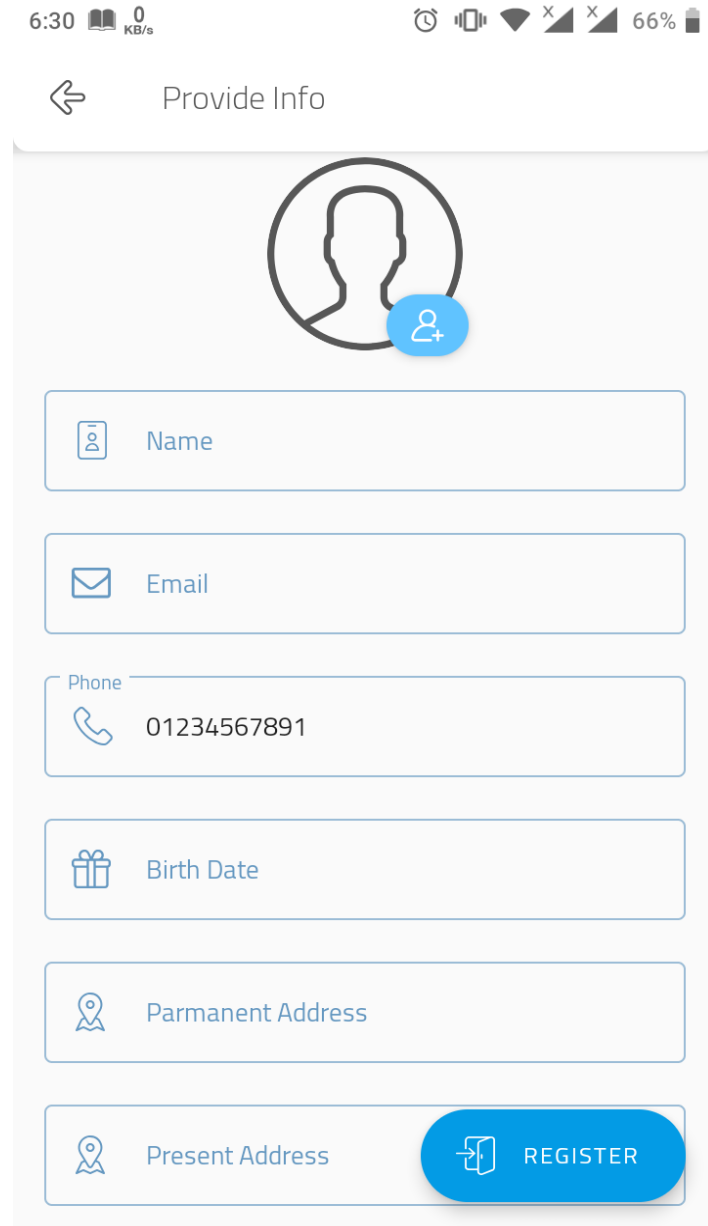 6:30 0 KB/s 66%
Provide Info
Name
Email
Phone
01234567891
Birth Date
Parmanent Address
Present Address
REGISTER